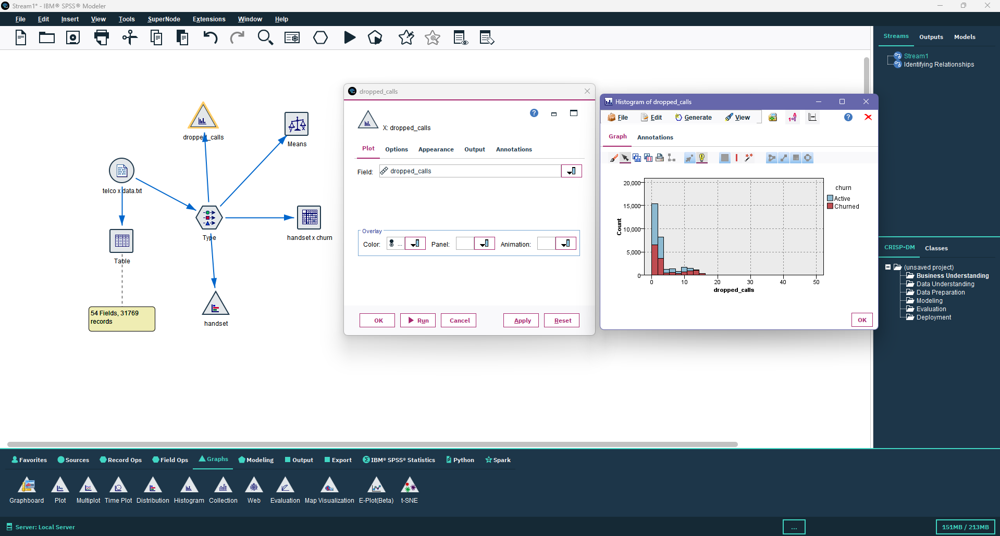 Stream1* - IBM® SPSS® Modeler
File Edit Insert View Tools SuperNode Extensions Window Help
Streams Outputs Models
Stream1
Identifying Relationships
dropped_calls
Means
telco x data.txt
Type
handset x churn
Table
54 Fields, 31769
records
handset
dropped_calls
X: dropped_calls
Plot Options Appearance Output Annotations
Field: dropped_calls
Overlay
Color: ... Panel: Animation:
OK Run Cancel Apply Reset
Histogram of dropped_calls
File Edit Generate View
Graph Annotations
20,000
15,000
10,000
5,000
0
Count
0 10 20 30 40 50
dropped_calls
churn
Active
Churned
OK
CRISP-DM Classes
(unsaved project)
Business Understanding
Data Understanding
Data Preparation
Modeling
Evaluation
Deployment
Favorites Sources Record Ops Field Ops Graphs Modeling Output Export IBM® SPSS® Statistics Python Spark
Graphboard Plot Multiplot Time Plot Distribution Histogram Collection Web Evaluation Map Visualization E-Plot(Beta) t-SNE
Server: Local Server
...
151MB / 213MB